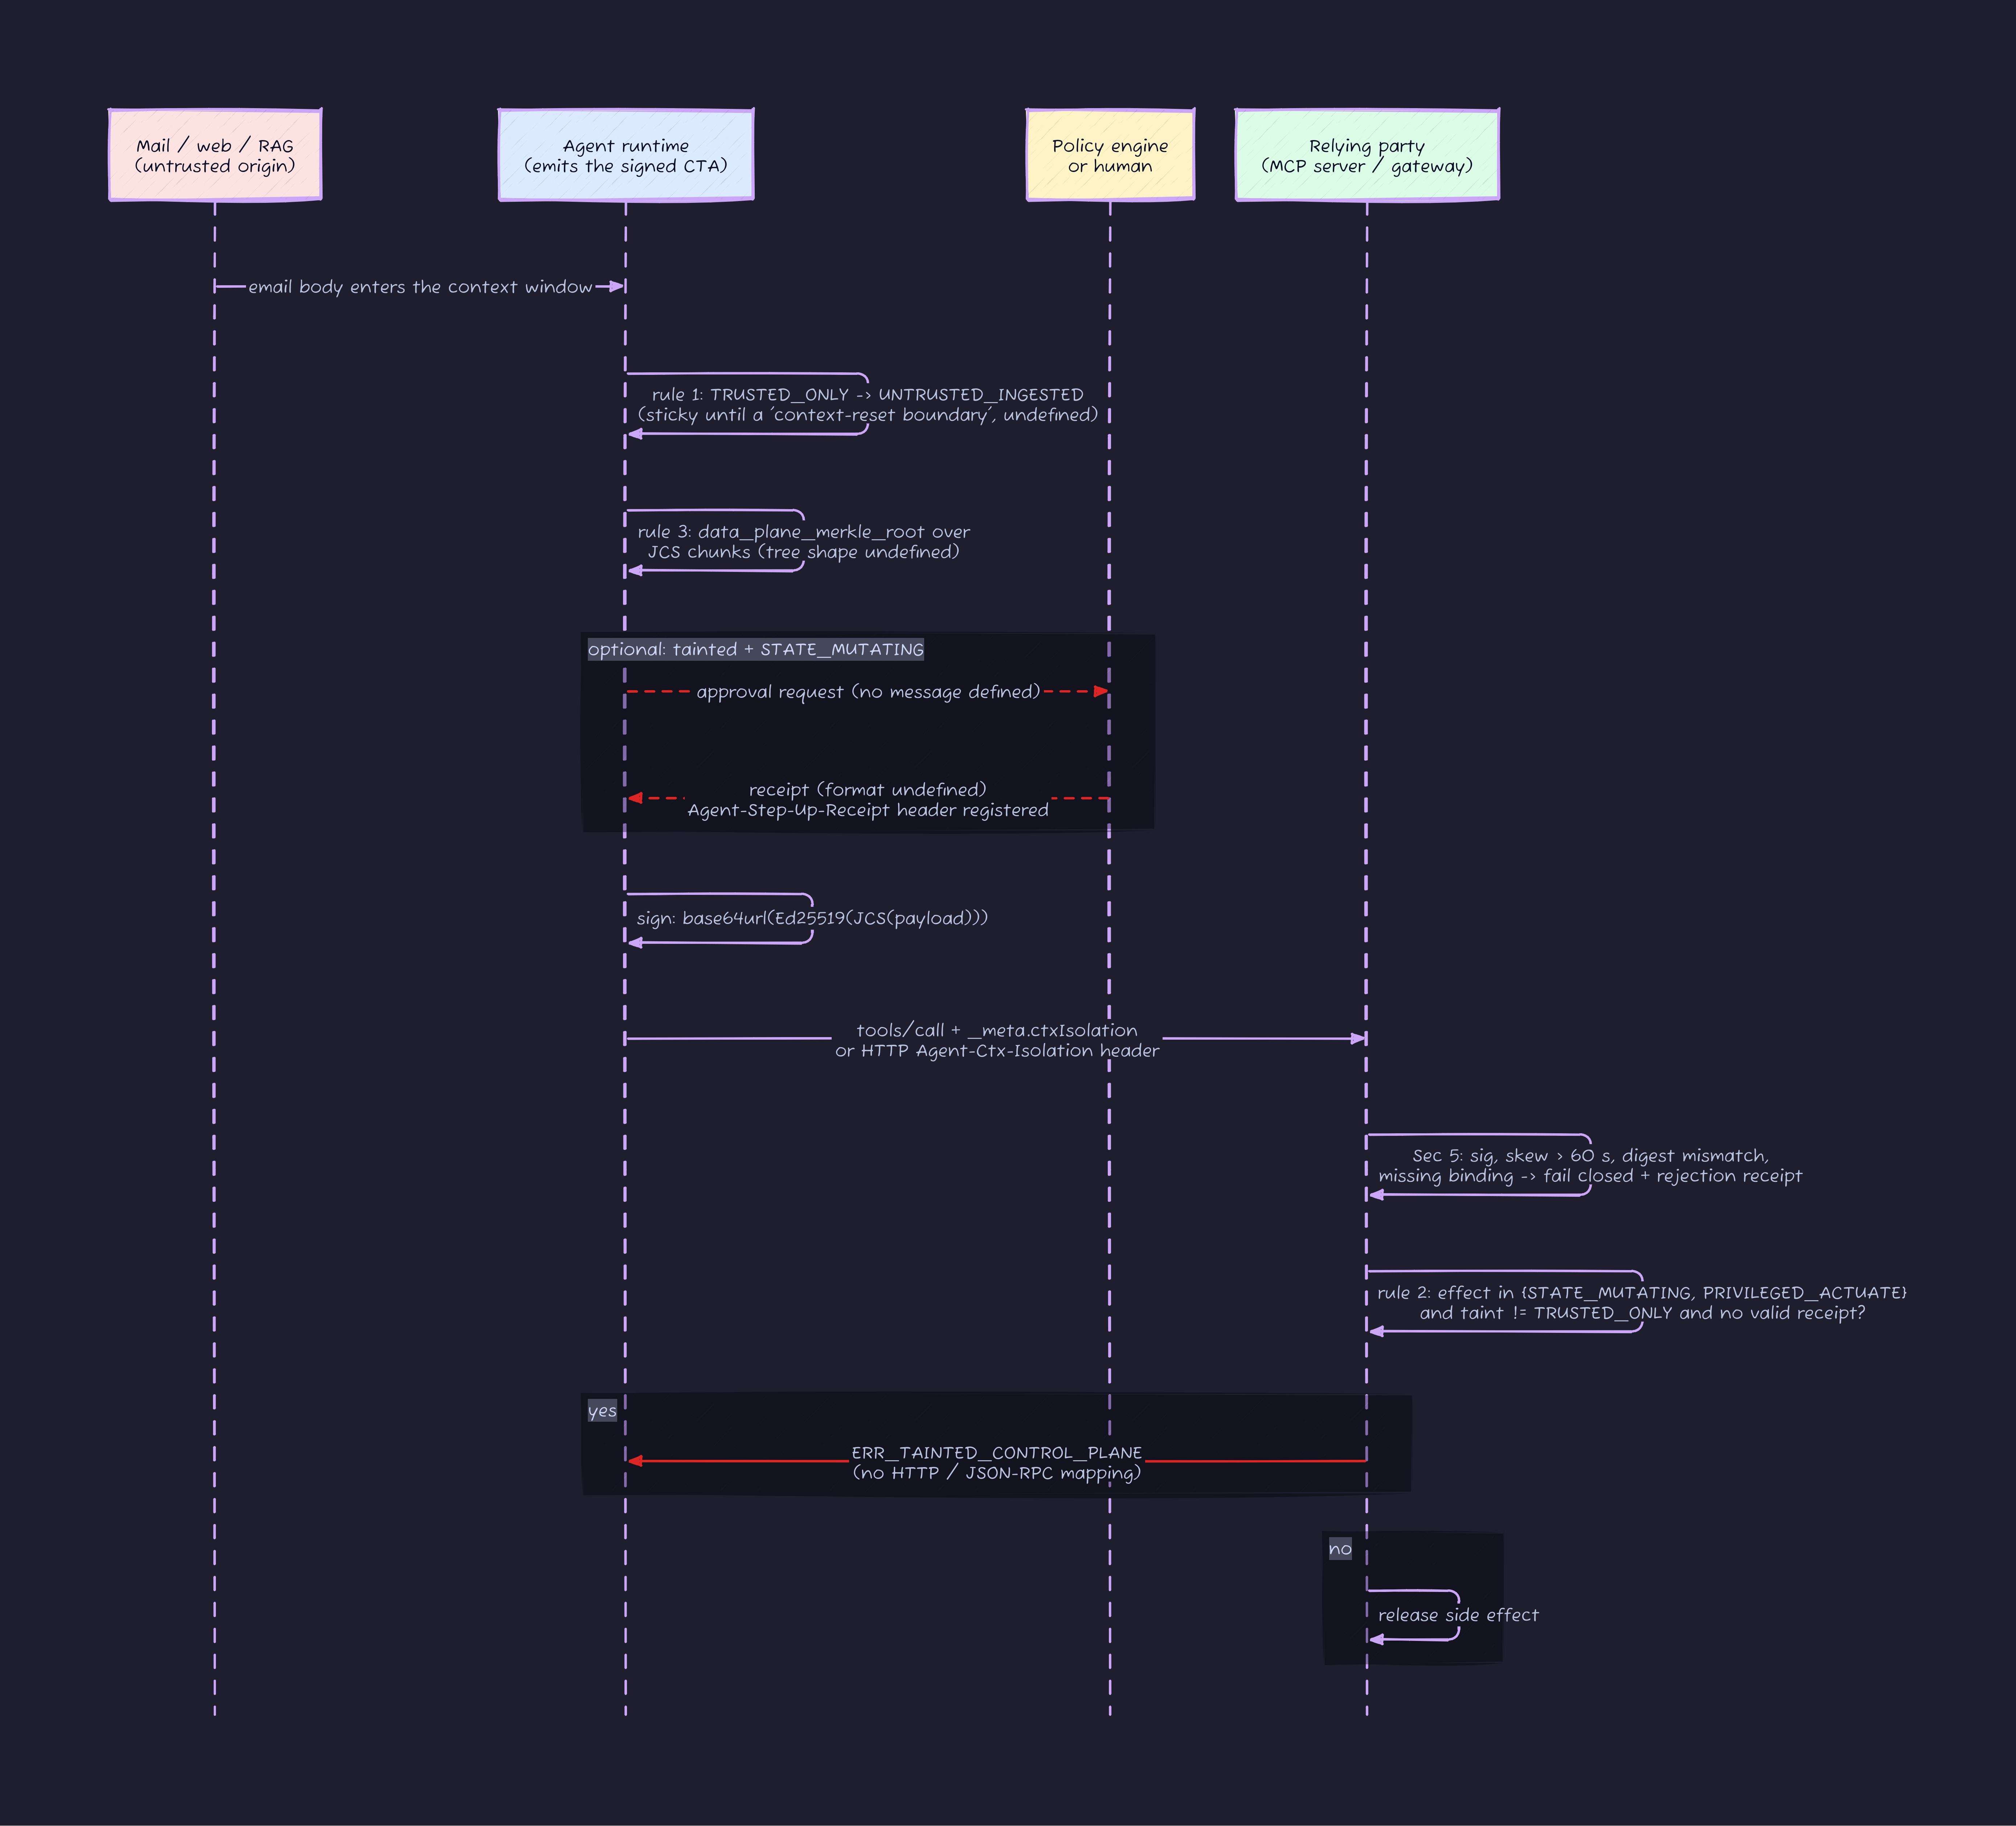 Mail / web / RAG
(untrusted origin)
Agent runtime
(emits the signed CTA)
Policy engine
or human
Relying party
(MCP server / gateway)
email body enters the context window
rule 1: TRUSTED_ONLY -> UNTRUSTED_INGESTED
(sticky until a 'context-reset boundary', undefined)
rule 3: data_plane_merkle_root over
JCS chunks (tree shape undefined)
optional: tainted + STATE_MUTATING
approval request (no message defined)
receipt (format undefined)
Agent-Step-Up-Receipt header registered
sign: base64url(Ed25519(JCS(payload)))
tools/call + _meta.ctxIsolation
or HTTP Agent-Ctx-Isolation header
Sec 5: sig, skew > 60 s, digest mismatch,
missing binding -> fail closed + rejection receipt
rule 2: effect in {STATE_MUTATING, PRIVILEGED_ACTUATE}
and taint != TRUSTED_ONLY and no valid receipt?
yes
ERR_TAINTED_CONTROL_PLANE
(no HTTP / JSON-RPC mapping)
no
release side effect